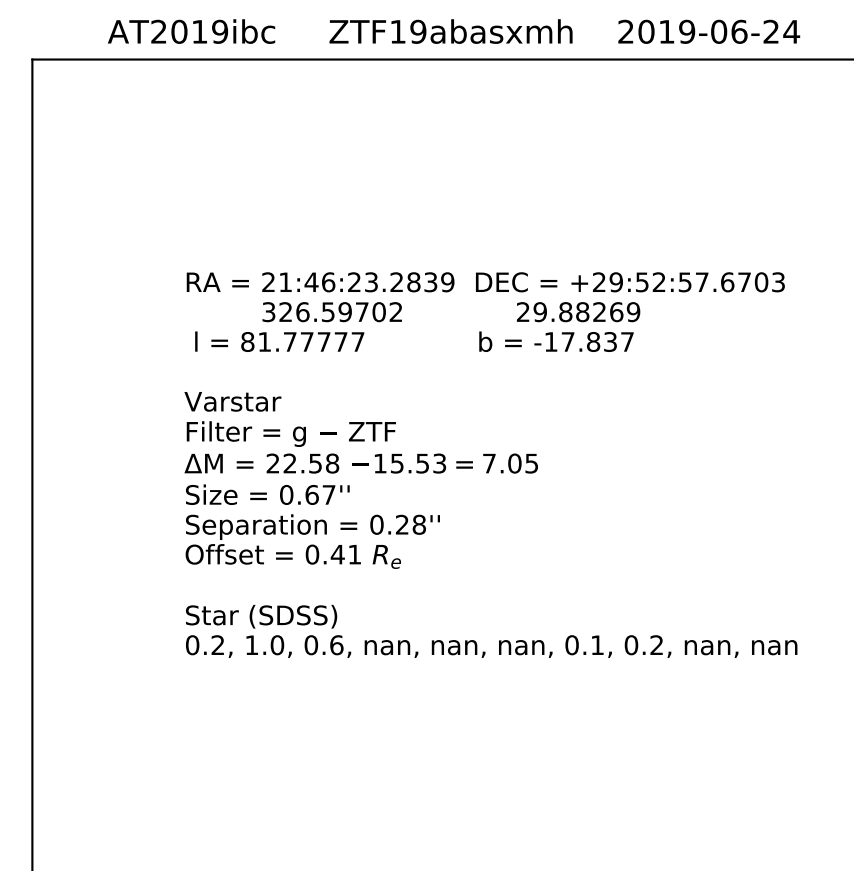 AT2019ibc ZTF19abasxmh 2019-06-24
RA = 21:46:23.2839 DEC = +29:52:57.6703
326.59702 29.88269
l = 81.77777 b = -17.837
Varstar
Filter = g − ZTF
ΔM = 22.58 −15.53 = 7.05
Size = 0.67''
Separation = 0.28''
Offset = 0.41 Rₑ
Star (SDSS)
0.2, 1.0, 0.6, nan, nan, nan, 0.1, 0.2, nan, nan